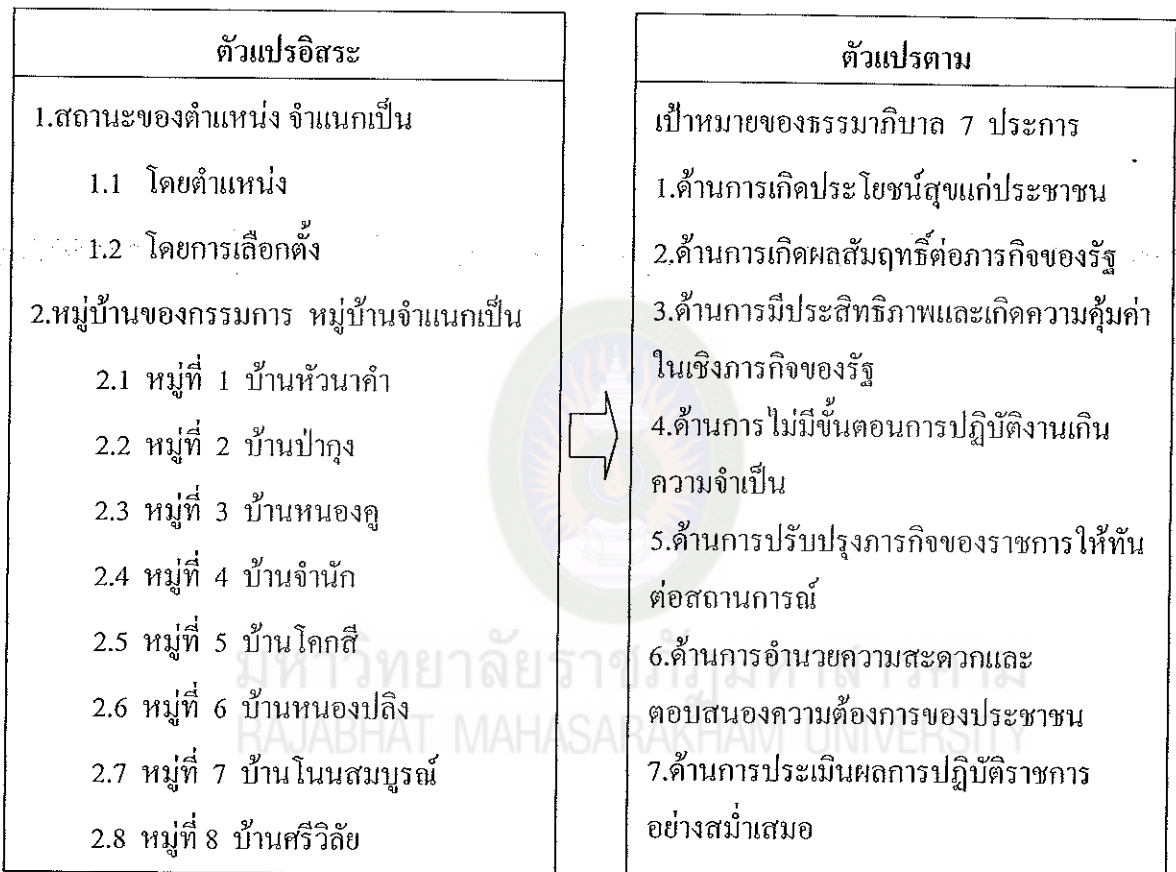 ตัวแปรอิสระ
1.สถานะของตำแหน่ง จำแนกเป็น
1.1 โดยตำแหน่ง
1.2 โดยการเลือกตั้ง
2.หมู่บ้านของกรรมการ หมู่บ้านจำแนกเป็น
2.1 หมู่ที่ 1 บ้านหัวนาคำ
2.2 หมู่ที่ 2 บ้านป่ากุง
2.3 หมู่ที่ 3 บ้านหนองคู
2.4 หมู่ที่ 4 บ้านจำนัก
2.5 หมู่ที่ 5 บ้านโคกสี
2.6 หมู่ที่ 6 บ้านหนองปลิง
2.7 หมู่ที่ 7 บ้านโนนสมบูรณ์
2.8 หมู่ที่ 8 บ้านศรีวิลัย
ตัวแปรตาม
เป้าหมายของธรรมาภิบาล 7 ประการ
1.ด้านการเกิดประโยชน์สุขแก่ประชาชน
2.ด้านการเกิดผลสัมฤทธิ์ต่อภารกิจของรัฐ
3.ด้านการมีประสิทธิภาพและเกิดความคุ้มค่า
ในเชิงภารกิจของรัฐ
4.ด้านการไม่มีขั้นตอนการปฏิบัติงานเกิน
ความจำเป็น
5.ด้านการปรับปรุงภารกิจของราชการให้ทัน
ต่อสถานการณ์
6.ด้านการอำนวยความสะดวกและ
ตอบสนองความต้องการของประชาชน
7.ด้านการประเมินผลการปฏิบัติราชการ
อย่างสม่ำเสมอ
มหาวิทยาลัยราชภัฏมหาสารคาม
RAJABHAT MAHASARAKHAM UNIVERSITY